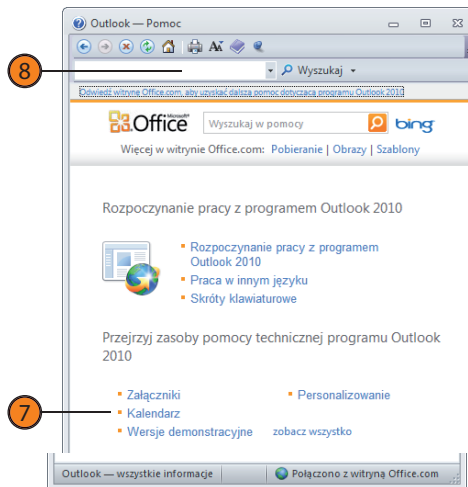 Outlook — Pomoc
8
Wyszukaj
Odwiedź witrynę Office.com, aby uzyskać dalszą pomoc dotyczącą programu Outlook 2010
Microsoft
Office
Wyszukaj w pomocy
bing
Więcej w witrynie Office.com: Pobieranie | Obrazy | Szablony
Rozpoczynanie pracy z programem Outlook 2010
Rozpoczynanie pracy z programem
Outlook 2010
Praca w innym języku
Skróty klawiaturowe
Przejrzyj zasoby pomocy technicznej programu Outlook
2010
Załączniki
Personalizowanie
7
Kalendarz
Wersje demonstracyjne
zobacz wszystko
Outlook — wszystkie informacje
Połączono z witryną Office.com